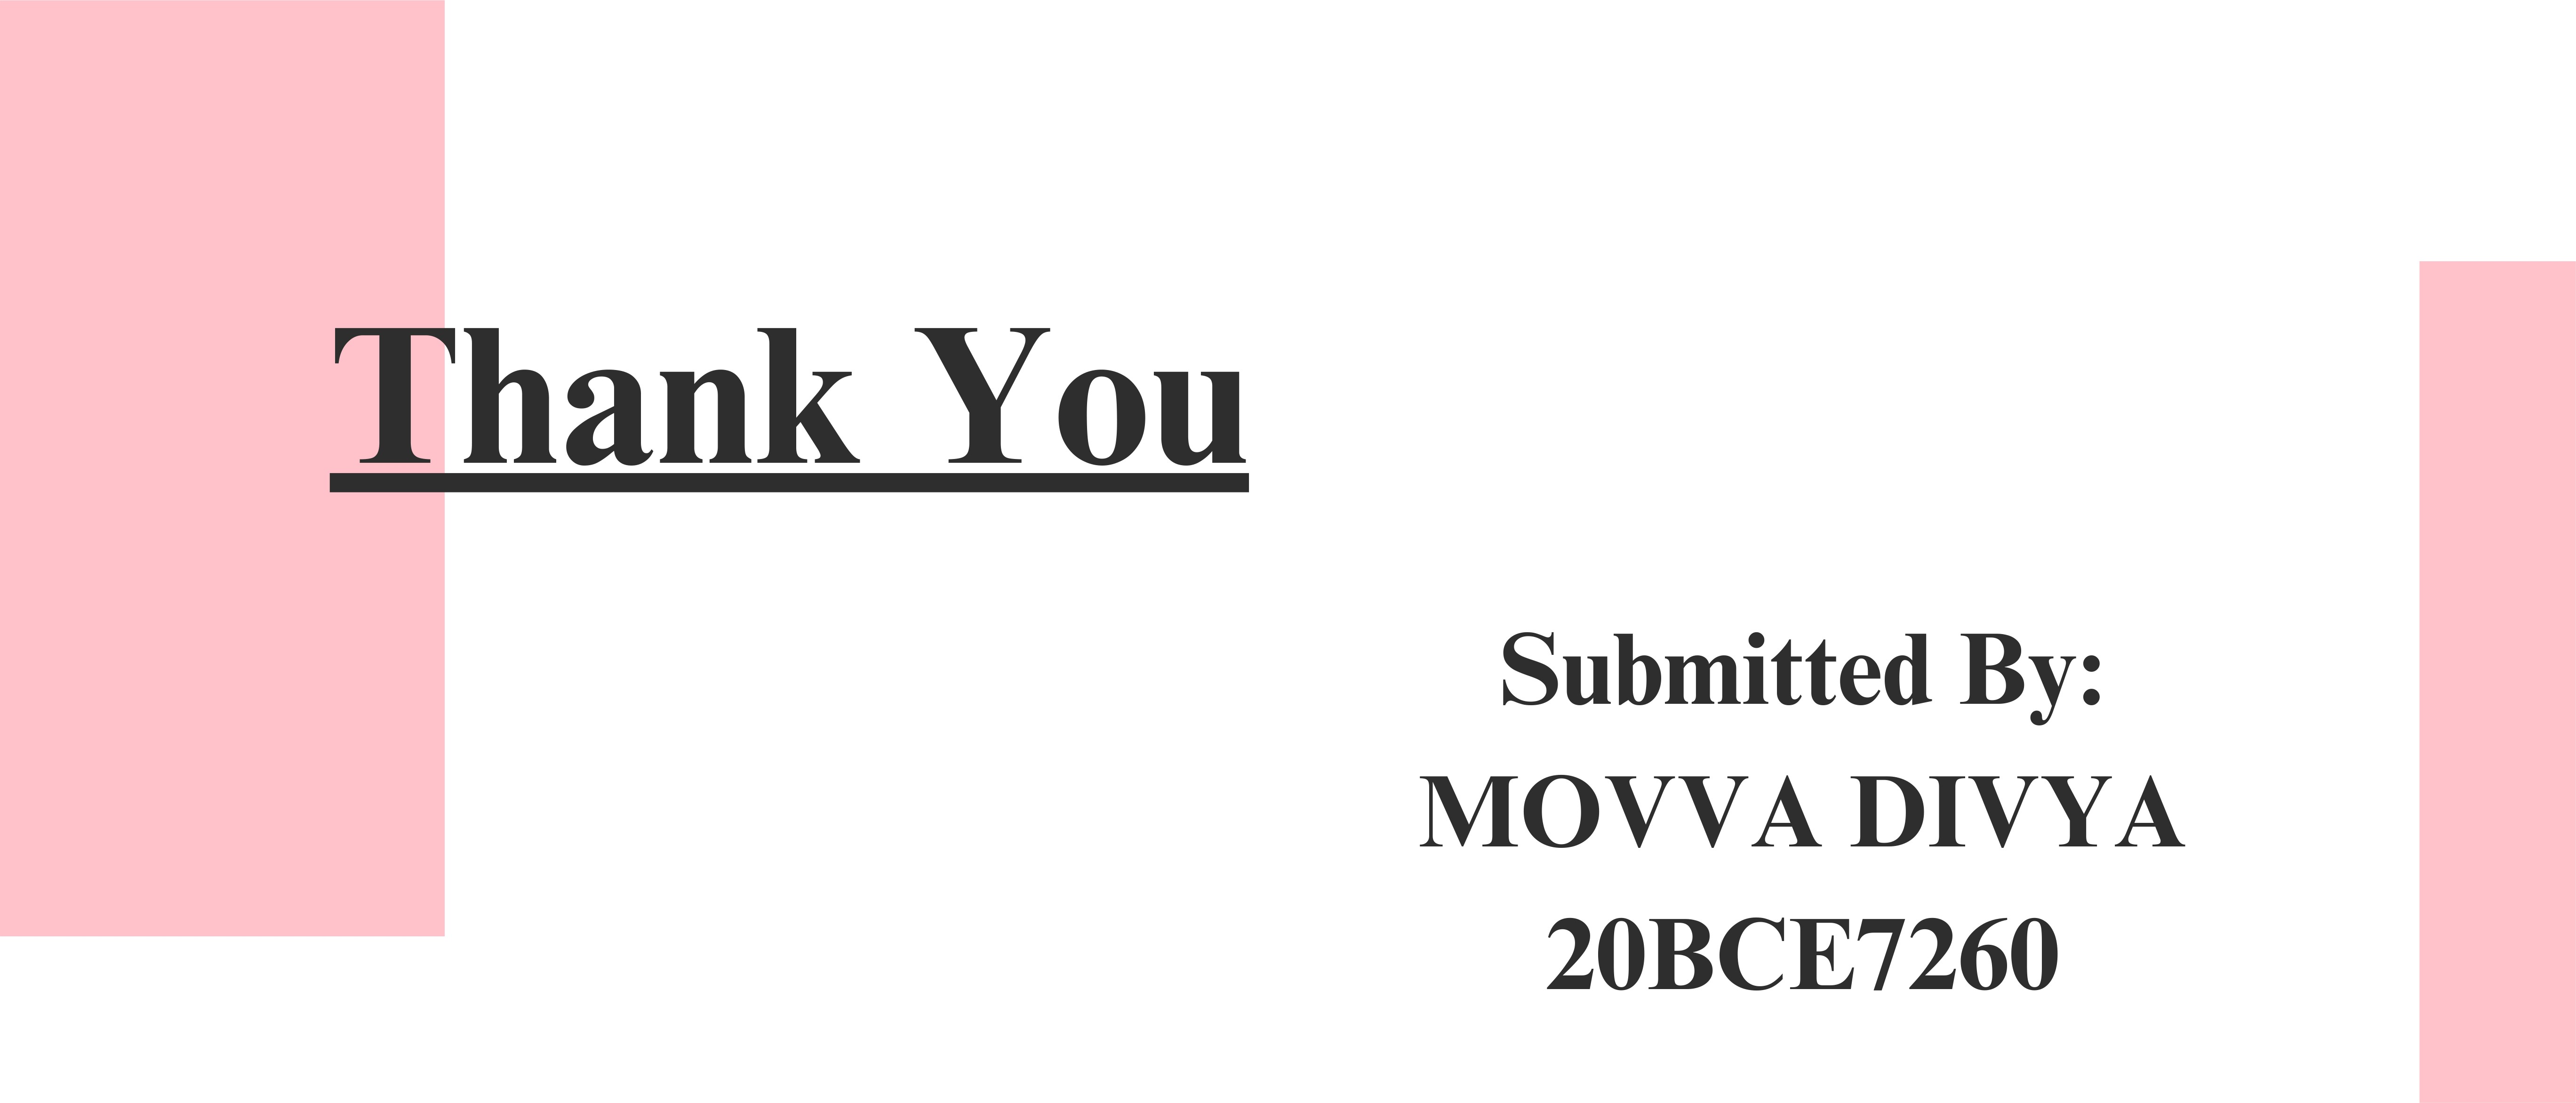 Thank You
Submitted By:
MOVVA DIVYA
20BCE7260